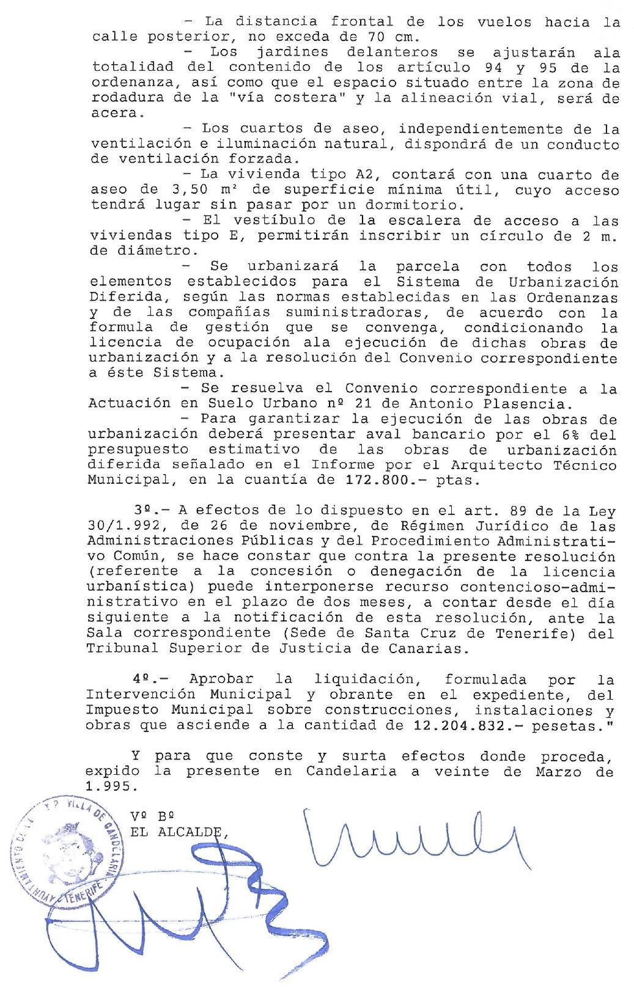 - La distancia frontal de los vuelos hacia la
calle posterior, no exceda de 70 cm.
- Los jardines delanteros se ajustarán ala
totalidad del contenido de los artículo 94 y 95 de la
ordenanza, así como que el espacio situado entre la zona de
rodadura de la "vía costera" y la alineación vial, será de
acera.
- Los cuartos de aseo, independientemente de la
ventilación e iluminación natural, dispondrá de un conducto
de ventilación forzada.
- La vivienda tipo A2, contará con una cuarto de
aseo de 3,50 m² de superficie mínima útil, cuyo acceso
tendrá lugar sin pasar por un dormitorio.
- El vestíbulo de la escalera de acceso a las
viviendas tipo E, permitirán inscribir un círculo de 2 m.
de diámetro.
- Se urbanizará la parcela con todos los
elementos establecidos para el Sistema de Urbanización
Diferida, según las normas establecidas en las Ordenanzas
y de las compañías suministradoras, de acuerdo con la
formula de gestión que se convenga, condicionando la
licencia de ocupación ala ejecución de dichas obras de
urbanización y a la resolución del Convenio correspondiente
a éste Sistema.
- Se resuelva el Convenio correspondiente a la
Actuación en Suelo Urbano nº 21 de Antonio Plasencia.
- Para garantizar la ejecución de las obras de
urbanización deberá presentar aval bancario por el 6% del
presupuesto estimativo de las obras de urbanización
diferida señalado en el Informe por el Arquitecto Técnico
Municipal, en la cuantía de 172.800.- ptas.
3º.- A efectos de lo dispuesto en el art. 89 de la Ley
30/1.992, de 26 de noviembre, de Régimen Jurídico de las
Administraciones Públicas y del Procedimiento Administrati-
vo Común, se hace constar que contra la presente resolución
(referente a la concesión o denegación de la licencia
urbanística) puede interponerse recurso contencioso-admi-
nistrativo en el plazo de dos meses, a contar desde el día
siguiente a la notificación de esta resolución, ante la
Sala correspondiente (Sede de Santa Cruz de Tenerife) del
Tribunal Superior de Justicia de Canarias.
4º.- Aprobar la liquidación, formulada por la
Intervención Municipal y obrante en el expediente, del
Impuesto Municipal sobre construcciones, instalaciones y
obras que asciende a la cantidad de 12.204.832.- pesetas."
Y para que conste y surta efectos donde proceda,
expido la presente en Candelaria a veinte de Marzo de
1.995.
Vº Bº
EL ALCALDE,
AYUNTAMIENTO DE LA VILLA DE CANDELARIA
TENERIFE